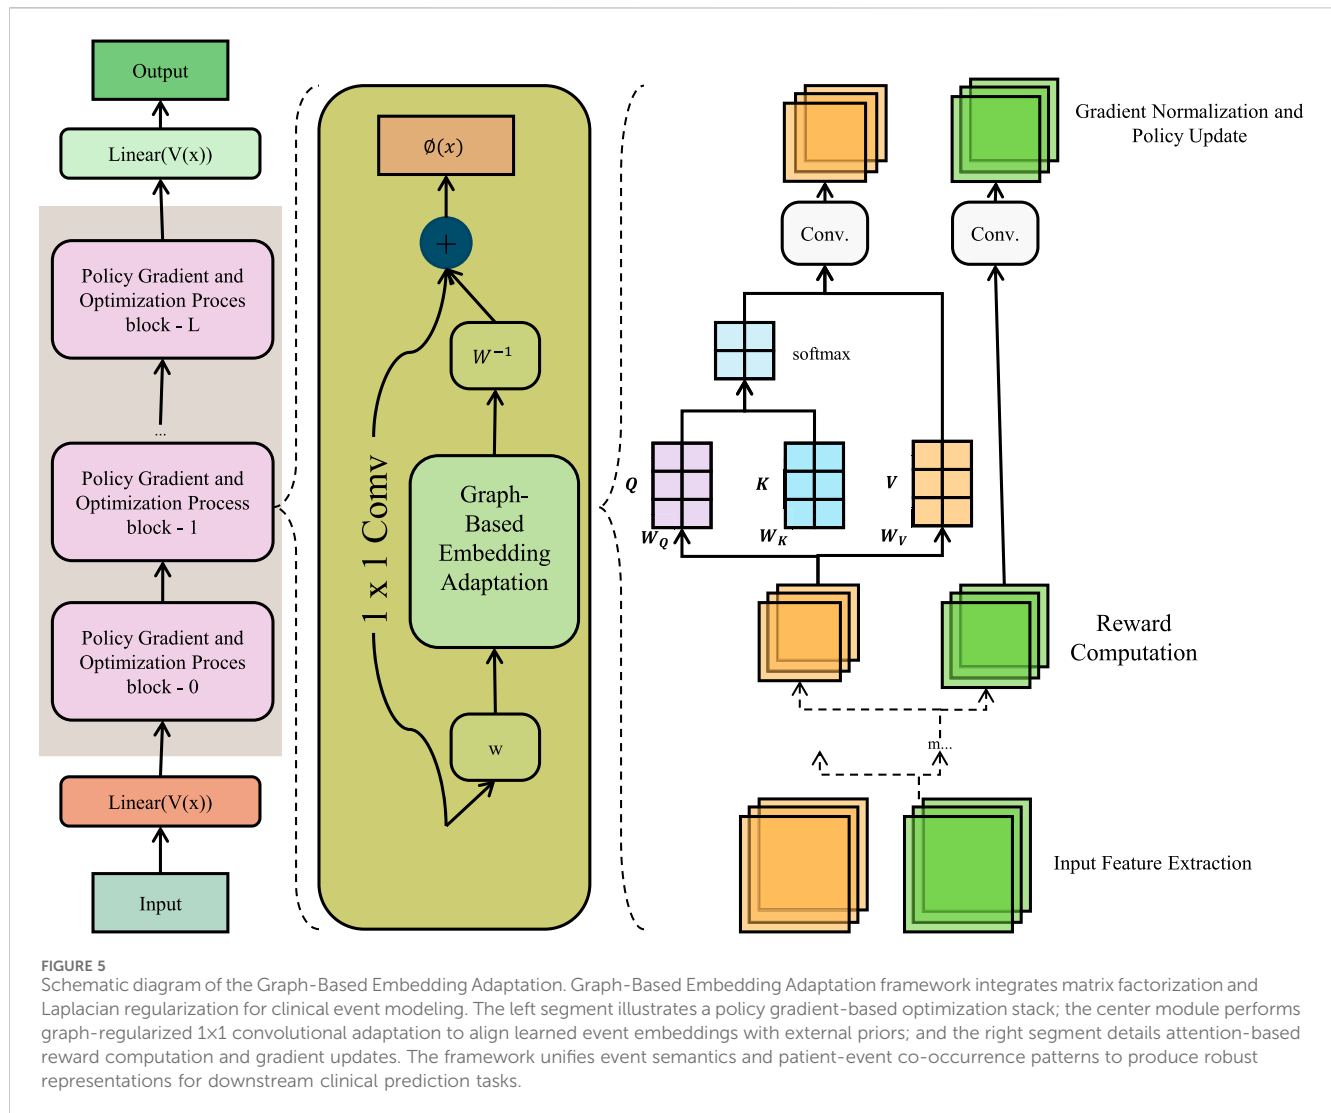 Output
Linear(V(x))
Policy Gradient and
Optimization Proces
block - L
...
Policy Gradient and
Optimization Process
block - 1
Policy Gradient and
Optimization Proces
block - 0
Linear(V(x))
Input
∅(x)
+
W⁻¹
1 x 1 Comv
Graph-
Based
Embedding
Adaptation
w
Gradient Normalization and
Policy Update
Conv.
Conv.
softmax
Q
K
V
W_Q
W_K
W_V
Reward
Computation
m...
Input Feature Extraction
FIGURE 5
Schematic diagram of the Graph-Based Embedding Adaptation. Graph-Based Embedding Adaptation framework integrates matrix factorization and
Laplacian regularization for clinical event modeling. The left segment illustrates a policy gradient-based optimization stack; the center module performs
graph-regularized 1x1 convolutional adaptation to align learned event embeddings with external priors; and the right segment details attention-based
reward computation and gradient updates. The framework unifies event semantics and patient-event co-occurrence patterns to produce robust
representations for downstream clinical prediction tasks.